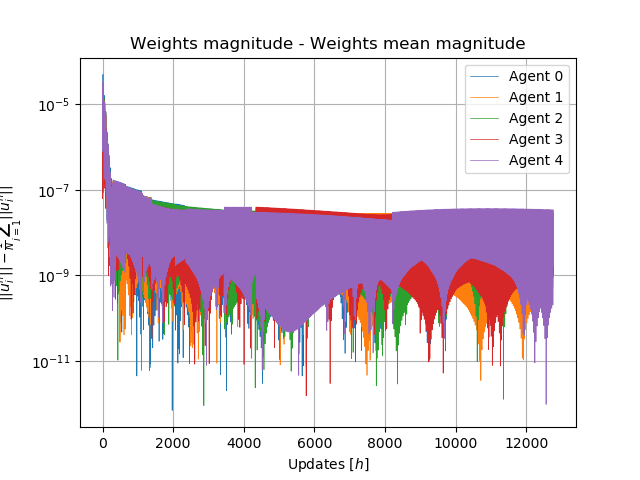 Weights magnitude - Weights mean magnitude
Agent 0
Agent 1
Agent 2
Agent 3
Agent 4
10⁻⁵
10⁻⁷
10⁻⁹
10⁻¹¹
0 2000 4000 6000 8000 10000 12000
Updates [h]